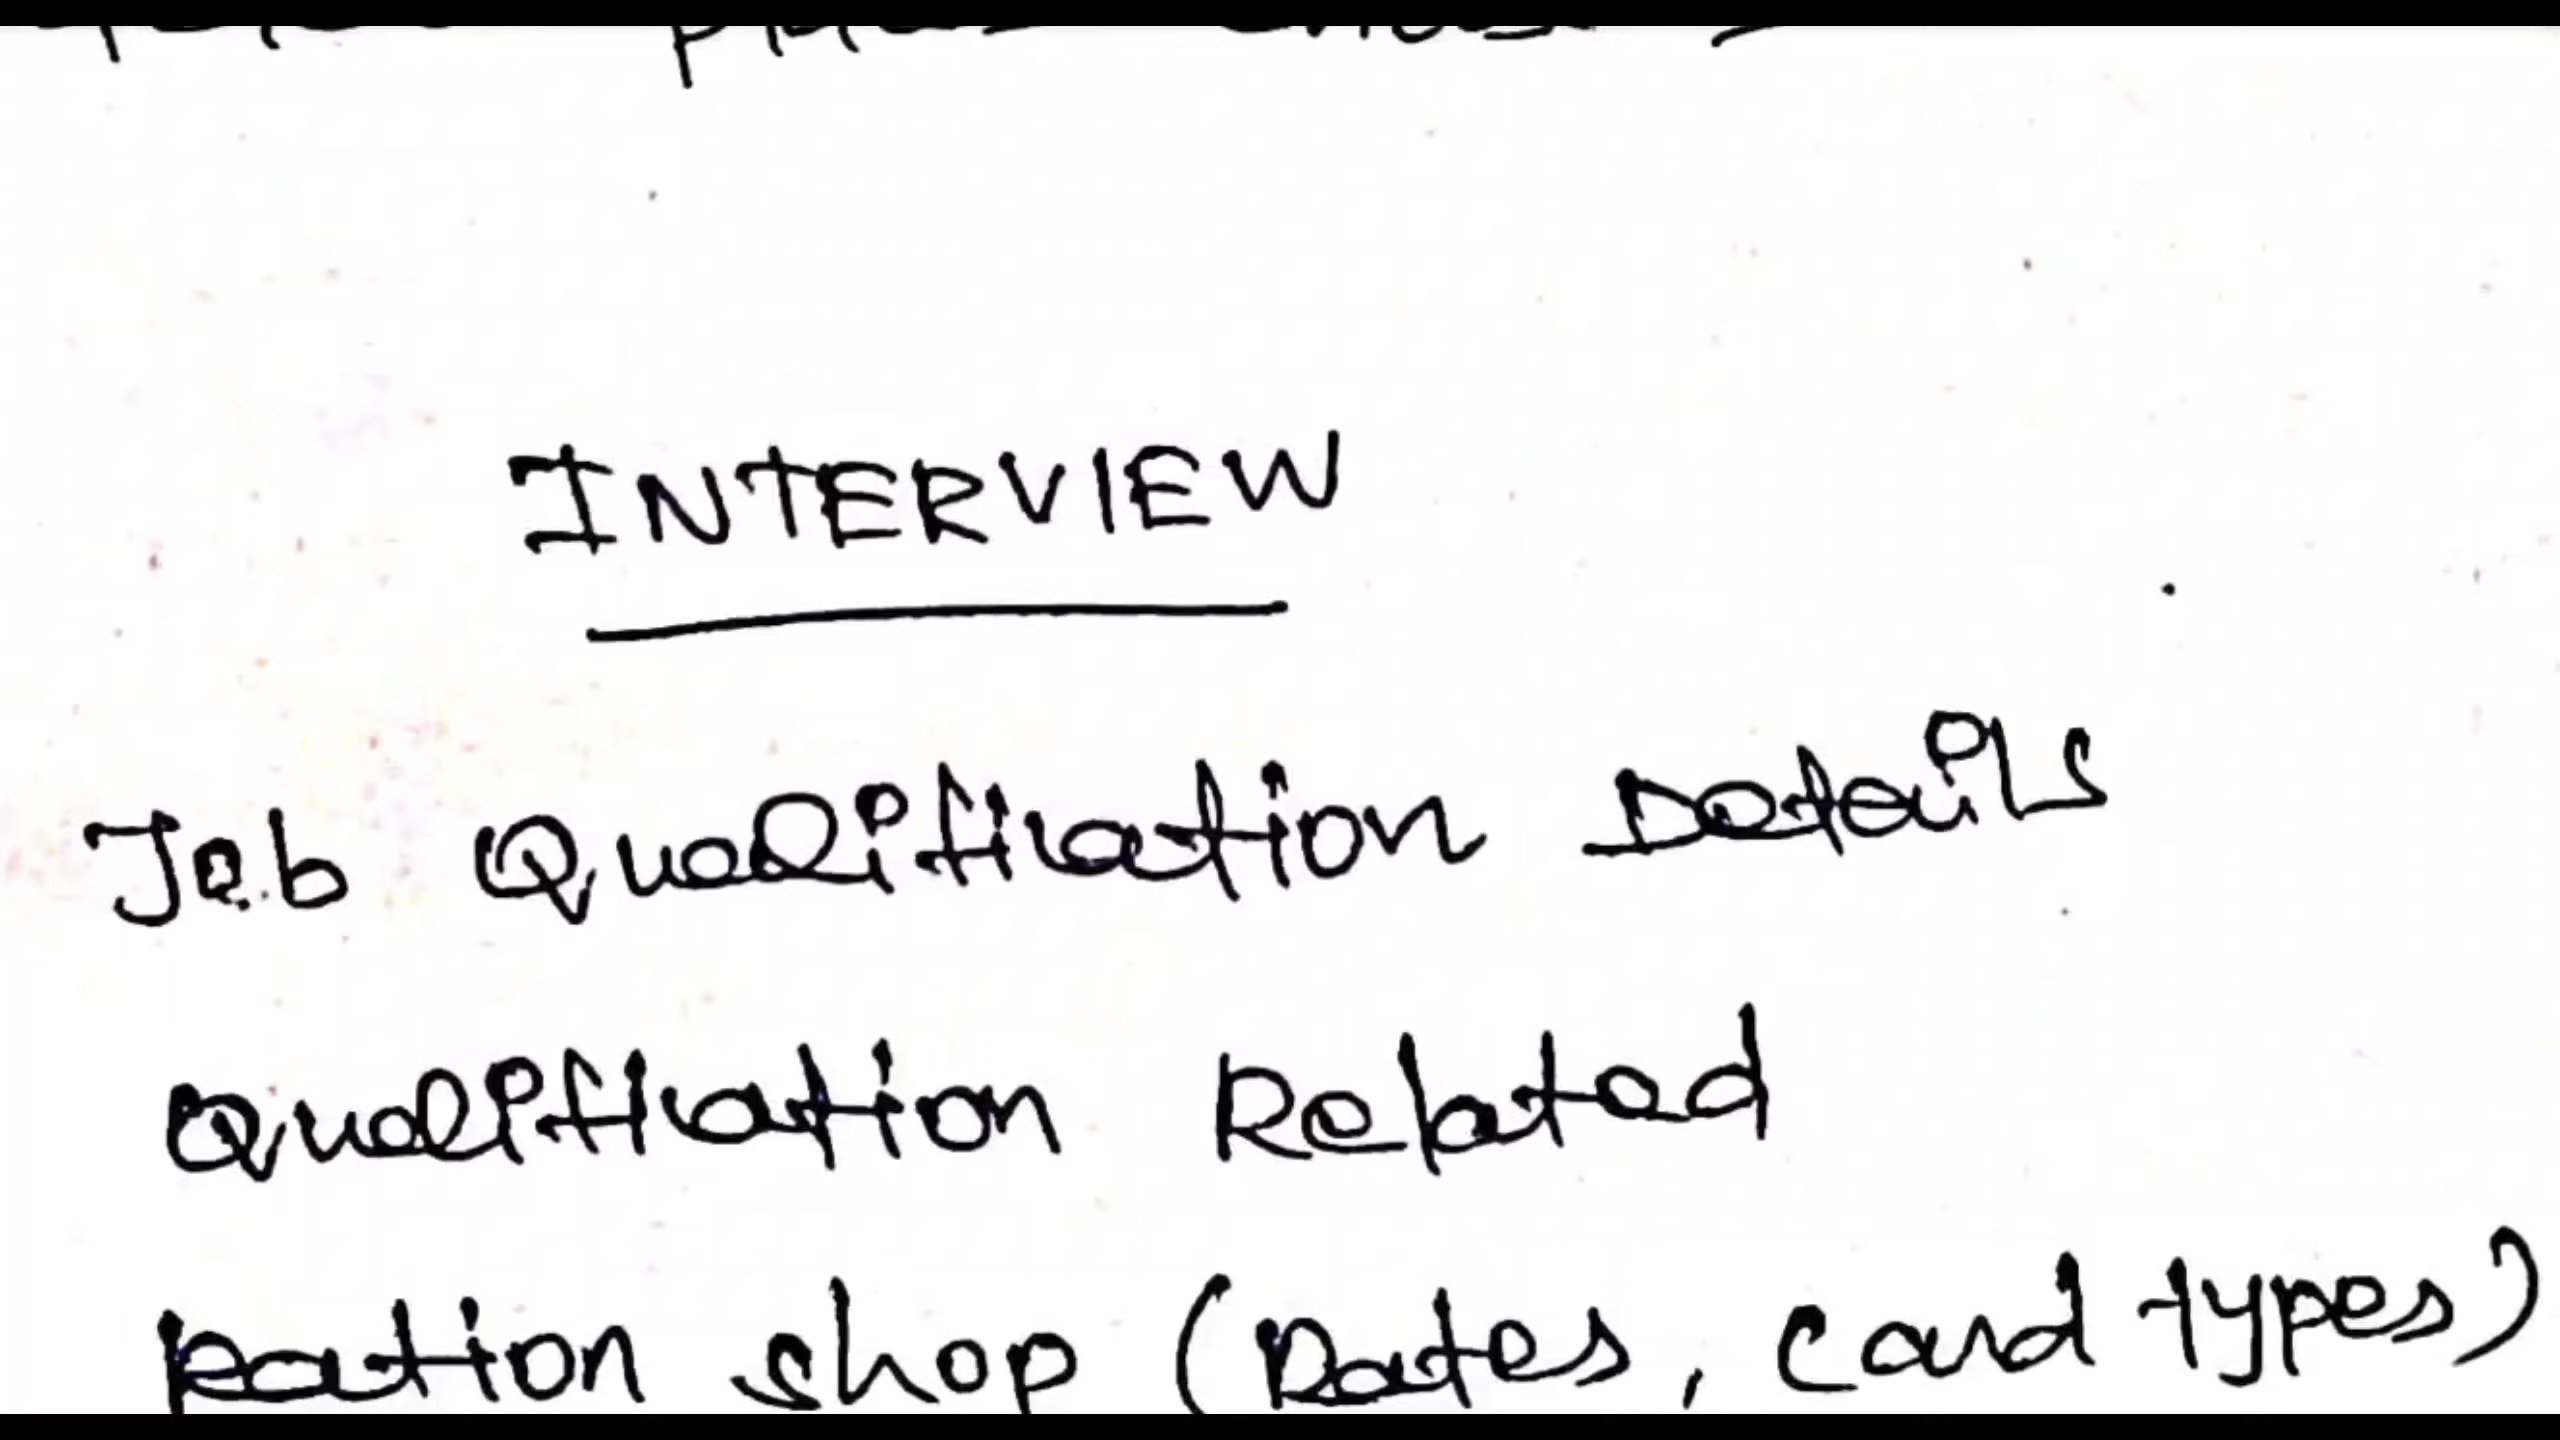 INTERVIEW
Job Qualification Details
Qualification Related
Ration shop (Rates, card types)